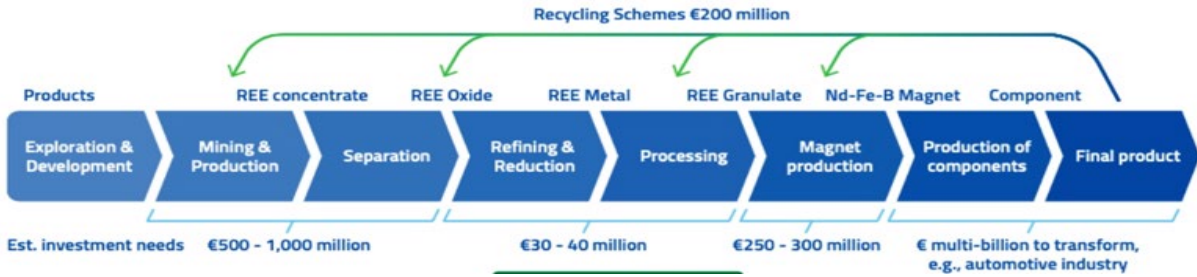 Recycling Schemes €200 million
Products
REE concentrate
REE Oxide
REE Metal
REE Granulate
Nd-Fe-B Magnet
Component
Exploration &
Development
Mining &
Production
Separation
Refining &
Reduction
Processing
Magnet
production
Production of
components
Final product
Est. investment needs
€500 - 1,000 million
€30 - 40 million
€250 - 300 million
€ multi-billion to transform,
e.g., automotive industry